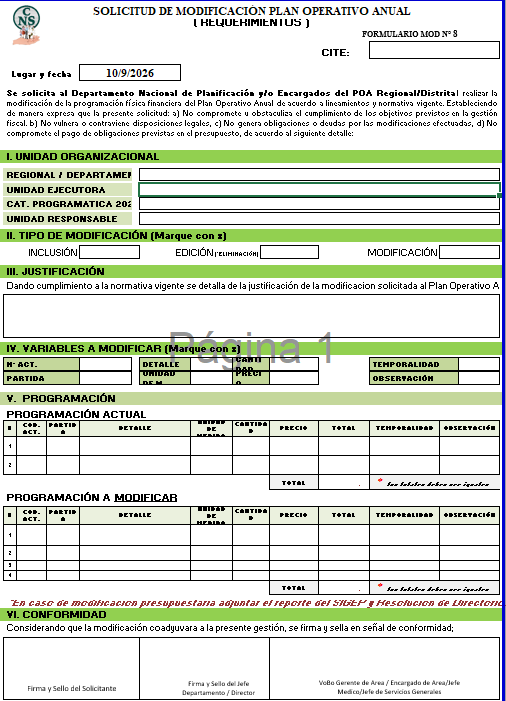 SOLICITUD DE MODIFICACIÓN PLAN OPERATIVO ANUAL
( REQUERIMIENTOS )
CNS
FORMULARIO MOD Nº 8
CITE:
Lugar y fecha 10/9/2026
Se solicita al Departamento Nacional de Planificación y/o Encargados del POA Regional/Distrital realizar la
modificación de la programación física financiera del Plan Operativo Anual de acuerdo a lineamientos y normativa vigente. Estableciendo
de manera expresa que la presente solicitud: a) No compromete u obstaculiza el cumplimiento de los objetivos previstos en la gestión
fiscal. b) No vulnera o contraviene disposiciones legales, c) No genera obligaciones o deudas por las modificaciones efectuadas, d) No
compromete el pago de obligaciones previstas en el presupuesto, de acuerdo al siguiente detalle:
I. UNIDAD ORGANIZACIONAL
REGIONAL / DEPARTAMEN
UNIDAD EJECUTORA
CAT. PROGRAMATICA 202
UNIDAD RESPONSABLE
II. TIPO DE MODIFICACIÓN (Marque con x)
INCLUSIÓN EDICIÓN (*ELIMINACIÓN) MODIFICACIÓN
III. JUSTIFICACIÓN
Dando cumplimiento a la normativa vigente se detalla de la justificación de la modificacion solicitada al Plan Operativo A
Página 1
IV. VARIABLES A MODIFICAR (Marque con x)
Nº ACT. DETALLE CANTI DAD TEMPORALIDAD
PARTIDA UNIDAD DE M PRECI O OBSERVACIÓN
V. PROGRAMACIÓN
PROGRAMACIÓN ACTUAL
# COD. ACT. PARTID A DETALLE UNIDAD DE MEDIDA CANTIDA D PRECIO TOTAL TEMPORALIDAD OBSERVACIÓN
1
2
TOTAL . * Los totales deben ser iguales
PROGRAMACIÓN A MODIFICAR
# COD. ACT. PARTID A DETALLE UNIDAD DE MEDIDA CANTIDA D PRECIO TOTAL TEMPORALIDAD OBSERVACIÓN
1
2
3
4
TOTAL . * Los totales deben ser iguales
*En caso de modificación presupuestaria adjuntar el reporte del SIGEP y Resolución de Directorio
VI. CONFORMIDAD
Considerando que la modificación coadyuvara a la presente gestión, se firma y sella en señal de conformidad;
Firma y Sello del Solicitante
Firma y Sello del Jefe
Departamento / Director
VoBo Gerente de Area / Encargado de Area/Jefe
Medico/Jefe de Servicios Generales